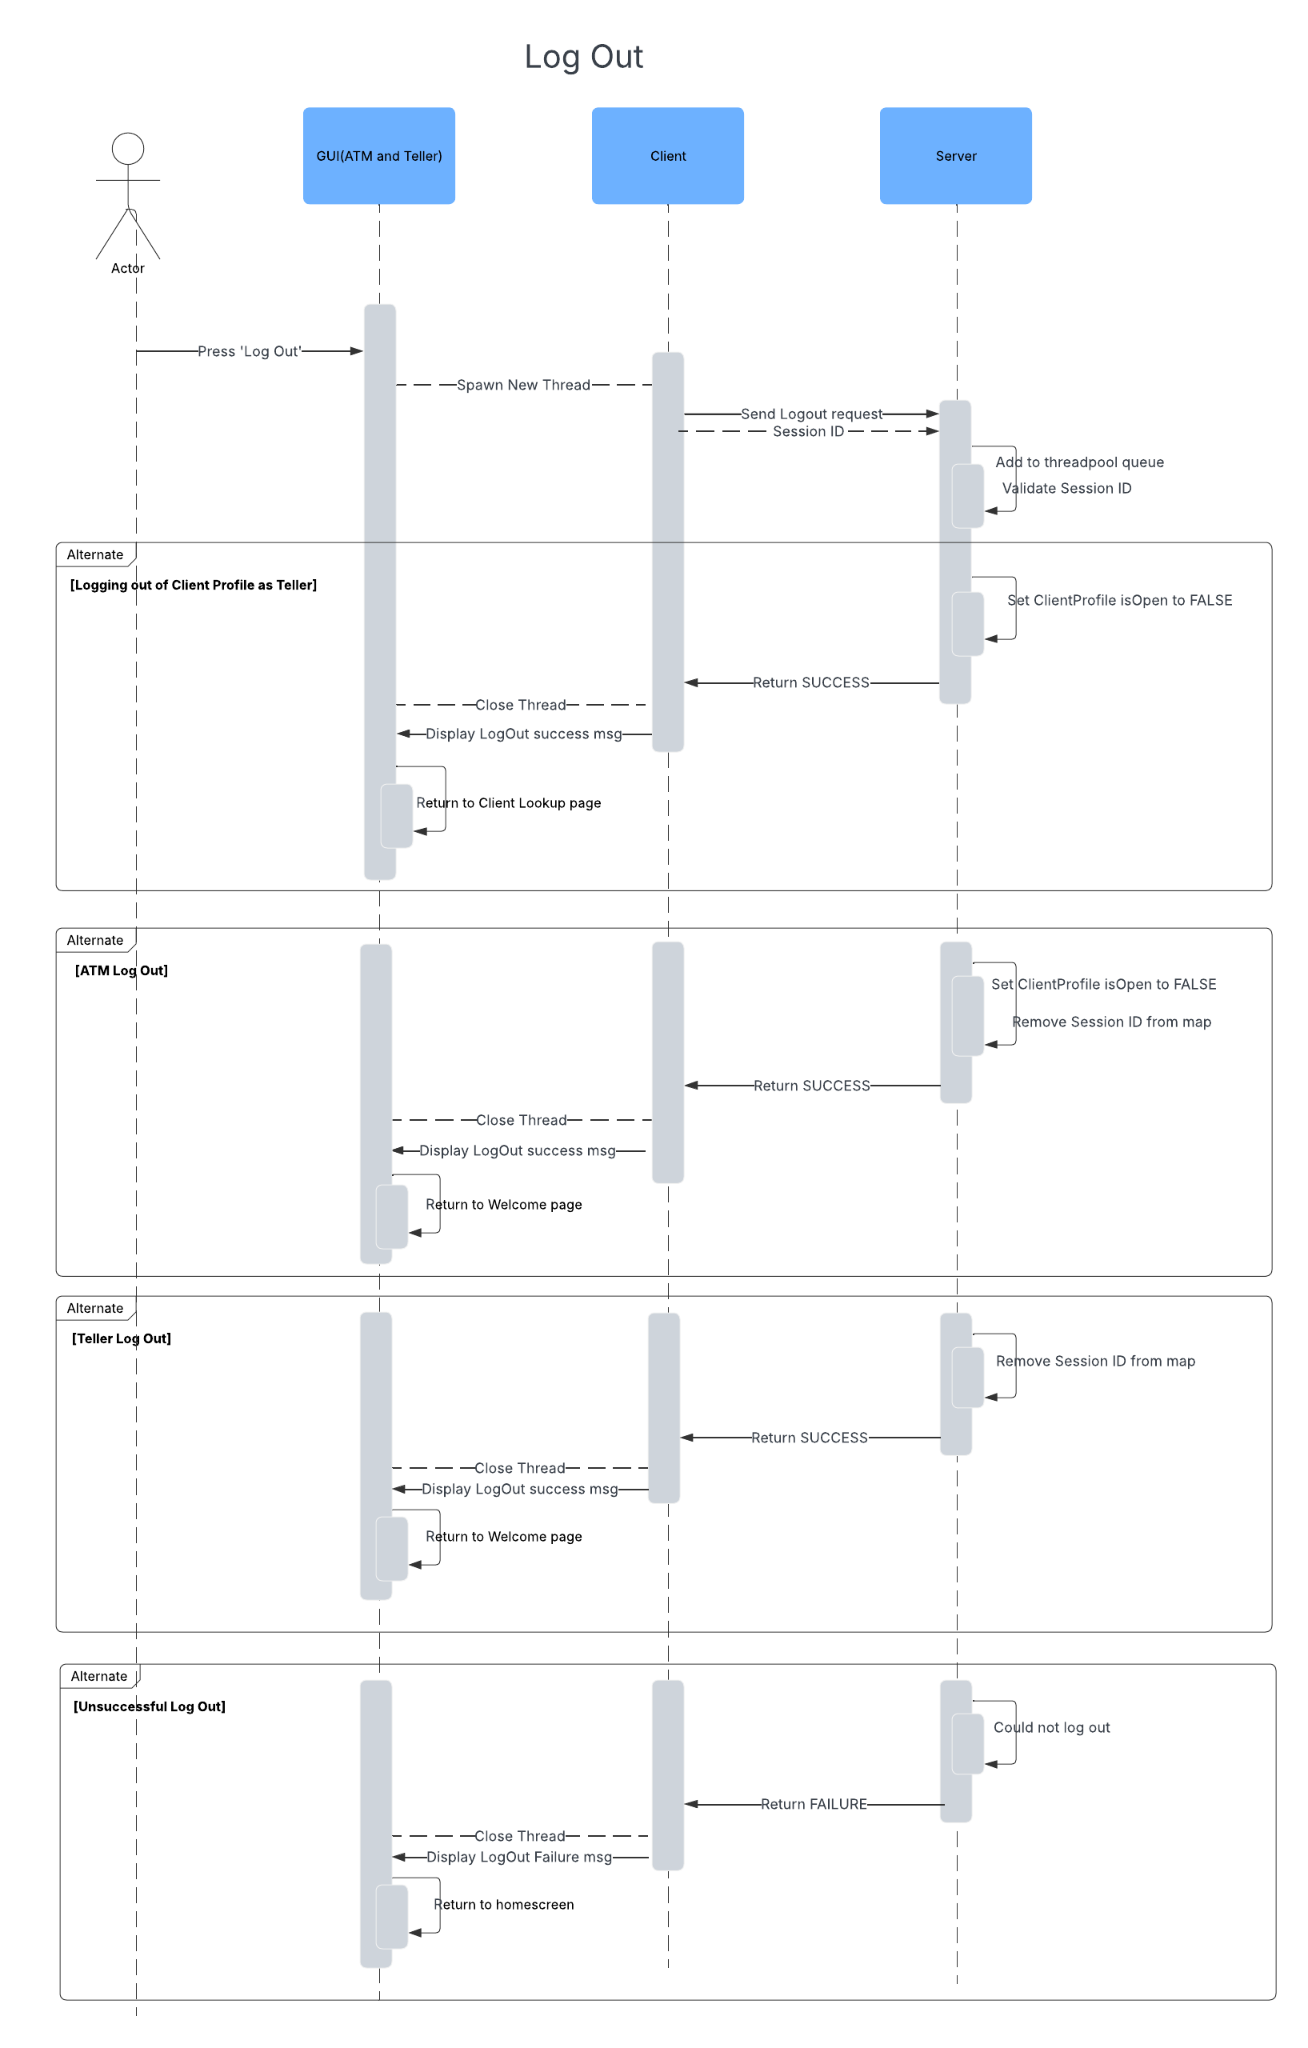 Log Out
GUI(ATM and Teller)
Client
Server
Actor
Press 'Log Out'
Spawn New Thread
Send Logout request
Session ID
Add to threadpool queue
Validate Session ID
Alternate
[Logging out of Client Profile as Teller]
Set ClientProfile isOpen to FALSE
Return SUCCESS
Close Thread
Display LogOut success msg
Return to Client Lookup page
Alternate
[ATM Log Out]
Set ClientProfile isOpen to FALSE
Remove Session ID from map
Return SUCCESS
Close Thread
Display LogOut success msg
Return to Welcome page
Alternate
[Teller Log Out]
Remove Session ID from map
Return SUCCESS
Close Thread
Display LogOut success msg
Return to Welcome page
Alternate
[Unsuccessful Log Out]
Could not log out
Return FAILURE
Close Thread
Display LogOut Failure msg
Return to homescreen